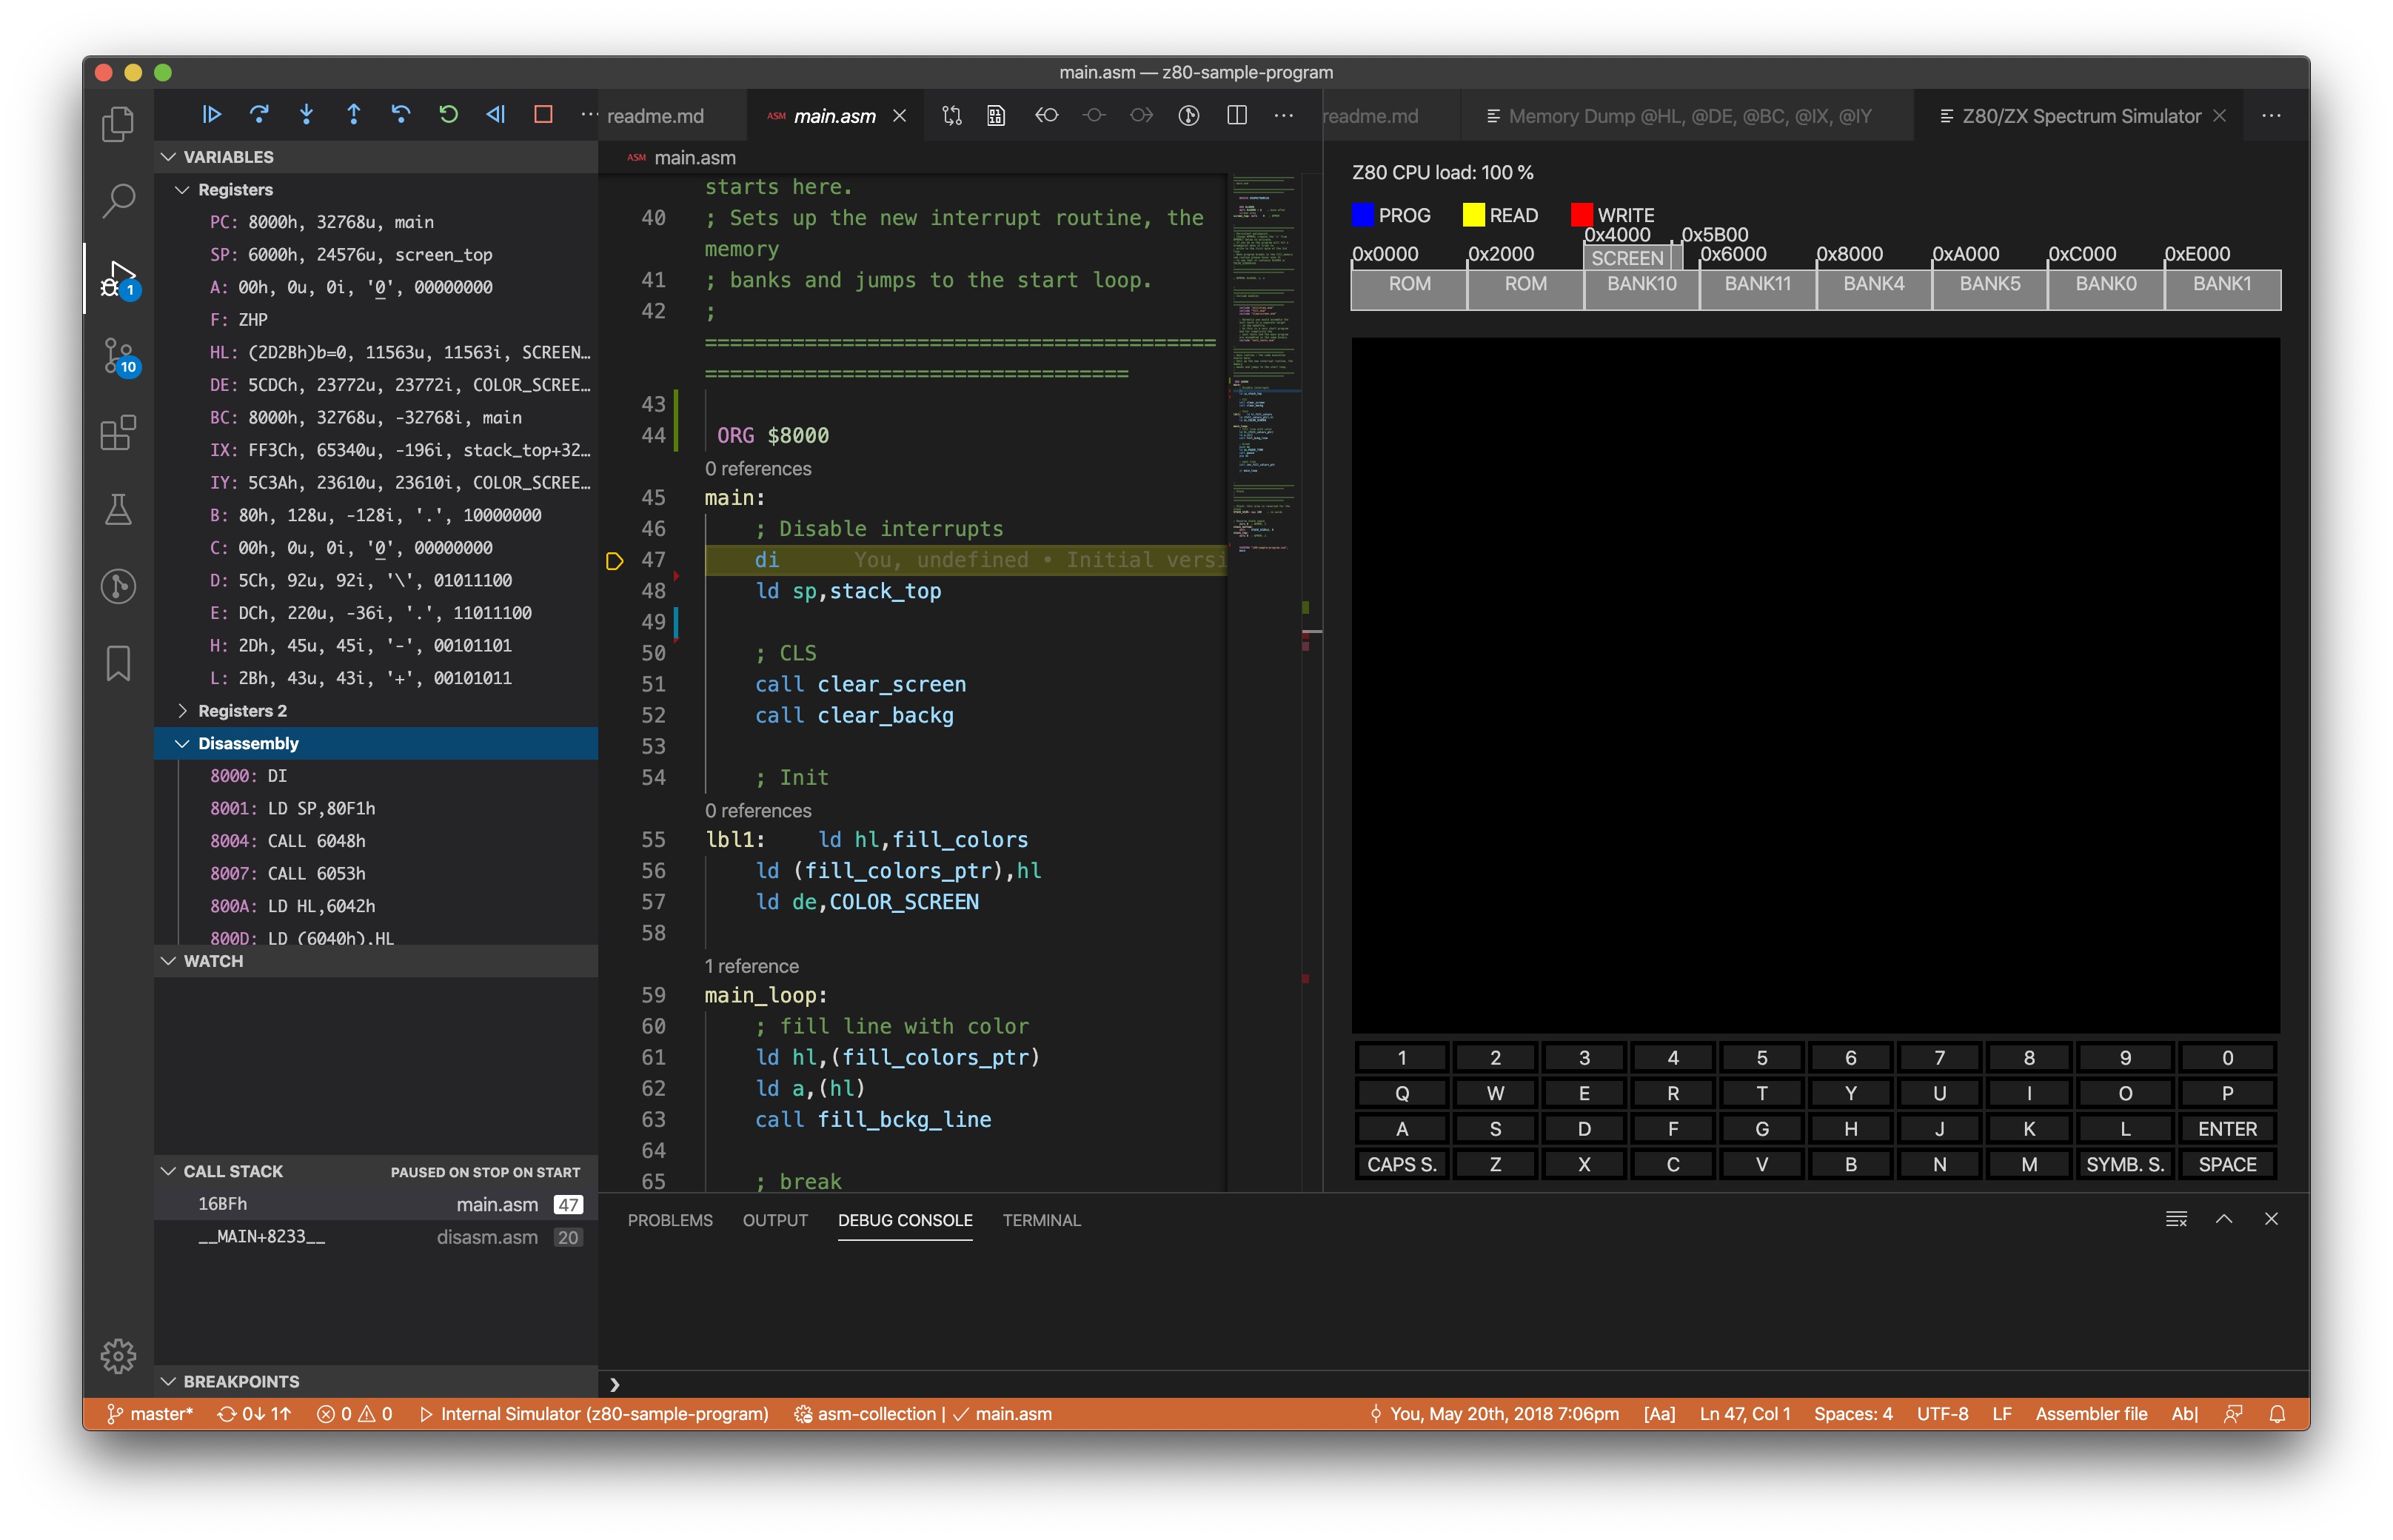 main.asm — z80-sample-program
readme.md
ASM main.asm
readme.md
Memory Dump @HL, @DE, @BC, @IX, @IY
Z80/ZX Spectrum Simulator
1
10
VARIABLES
Registers
PC: 8000h, 32768u, main
SP: 6000h, 24576u, screen_top
A: 00h, 0u, 0i, '0', 00000000
F: ZHP
HL: (2D2Bh)b=0, 11563u, 11563i, SCREEN…
DE: 5CDCh, 23772u, 23772i, COLOR_SCREE…
BC: 8000h, 32768u, -32768i, main
IX: FF3Ch, 65340u, -196i, stack_top+32…
IY: 5C3Ah, 23610u, 23610i, COLOR_SCREE…
B: 80h, 128u, -128i, '.', 10000000
C: 00h, 0u, 0i, '0', 00000000
D: 5Ch, 92u, 92i, '\', 01011100
E: DCh, 220u, -36i, '.', 11011100
H: 2Dh, 45u, 45i, '-', 00101101
L: 2Bh, 43u, 43i, '+', 00101011
Registers 2
Disassembly
8000: DI
8001: LD SP,80F1h
8004: CALL 6048h
8007: CALL 6053h
800A: LD HL,6042h
800D: LD (6040h),HL
WATCH
CALL STACK PAUSED ON STOP ON START
16BFh main.asm 47
__MAIN+8233__ disasm.asm 20
BREAKPOINTS
ASM main.asm
starts here.
40 ; Sets up the new interrupt routine, the
memory
41 ; banks and jumps to the start loop.
42 ;
=========================================
==================================
43
44 ORG $8000
0 references
45 main:
46 ; Disable interrupts
47 di You, undefined • Initial versi
48 ld sp,stack_top
49
50 ; CLS
51 call clear_screen
52 call clear_backg
53
54 ; Init
0 references
55 lbl1: ld hl,fill_colors
56 ld (fill_colors_ptr),hl
57 ld de,COLOR_SCREEN
58
1 reference
59 main_loop:
60 ; fill line with color
61 ld hl,(fill_colors_ptr)
62 ld a,(hl)
63 call fill_bckg_line
64
65 ; break
Z80 CPU load: 100 %
PROG READ WRITE
0x4000 0x5B00
0x0000 0x2000 SCREEN 0x6000 0x8000 0xA000 0xC000 0xE000
ROM ROM BANK10 BANK11 BANK4 BANK5 BANK0 BANK1
1 2 3 4 5 6 7 8 9 0
Q W E R T Y U I O P
A S D F G H J K L ENTER
CAPS S. Z X C V B N M SYMB. S. SPACE
PROBLEMS OUTPUT DEBUG CONSOLE TERMINAL
master* 0↓ 1↑ 0 0 Internal Simulator (z80-sample-program) asm-collection | ✓ main.asm You, May 20th, 2018 7:06pm [Aa] Ln 47, Col 1 Spaces: 4 UTF-8 LF Assembler file Ab|